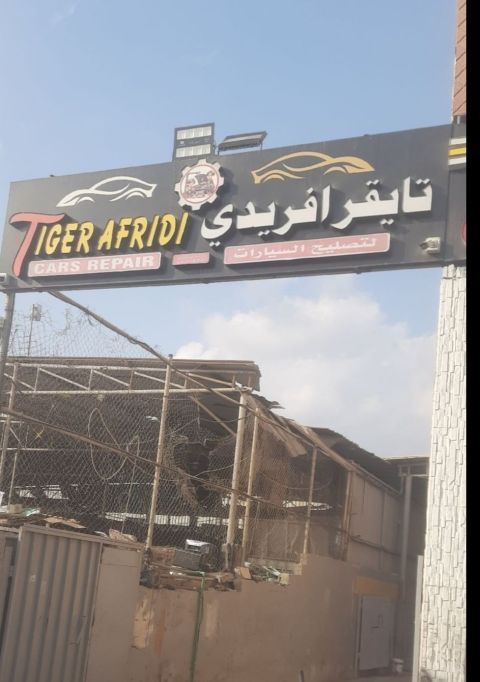 TIGER AFRIDI
تايقر افريدي
CARS REPAIR
لتصليح السيارات